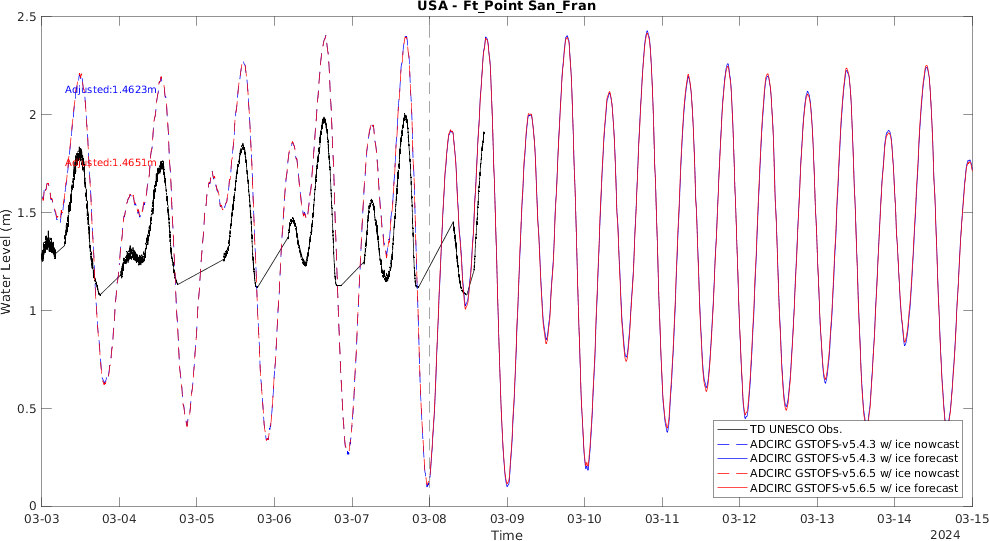 USA - Ft_Point San_Fran
2.5
2
1.5
1
0.5
0
Water Level (m)
Adjusted:1.4623m
Adjusted:1.4651m
TD UNESCO Obs.
ADCIRC GSTOFS-v5.4.3 w/ ice nowcast
ADCIRC GSTOFS-v5.4.3 w/ ice forecast
ADCIRC GSTOFS-v5.6.5 w/ ice nowcast
ADCIRC GSTOFS-v5.6.5 w/ ice forecast
03-03 03-04 03-05 03-06 03-07 03-08 03-09 03-10 03-11 03-12 03-13 03-14 03-15
Time
2024